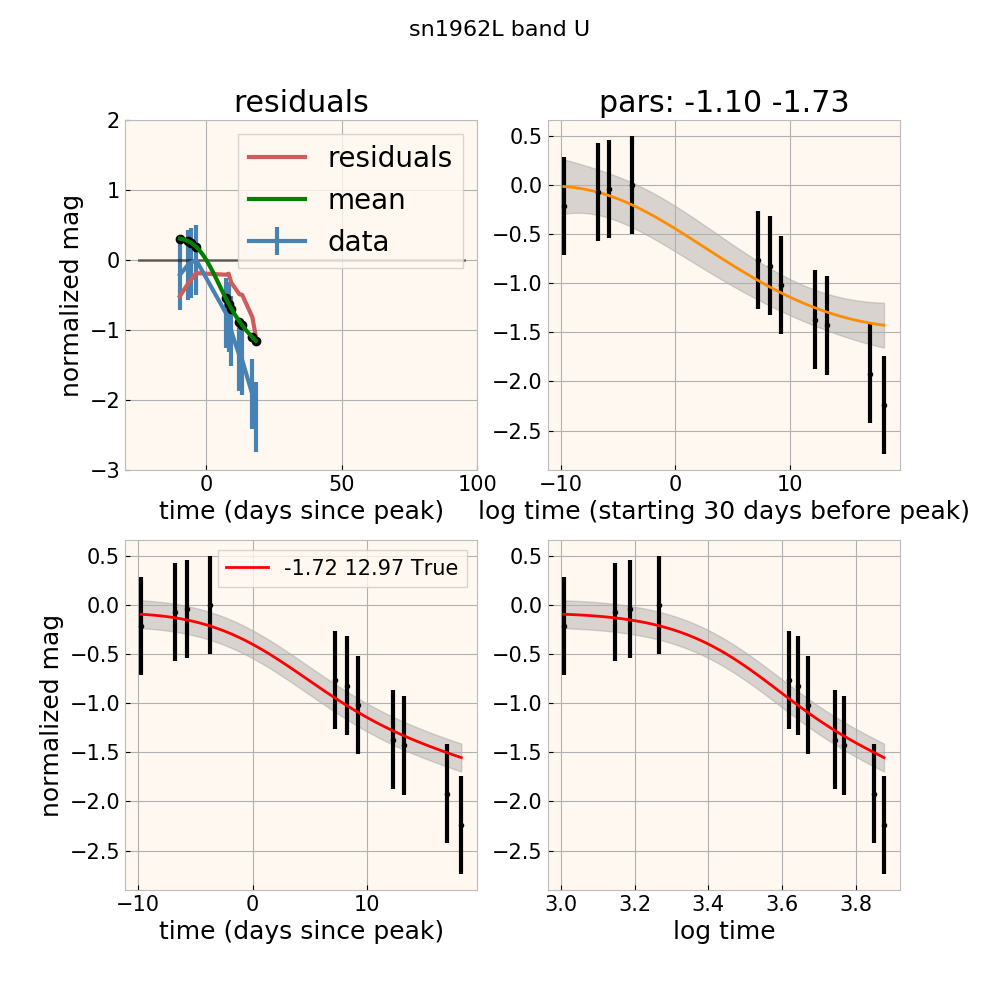 sn1962L band U
residuals
pars: -1.10 -1.73
normalized mag
2
1
0
−1
−2
−3
residuals
mean
data
0 50 100
time (days since peak)
0.5
0.0
−0.5
−1.0
−1.5
−2.0
−2.5
−10 0 10
log time (starting 30 days before peak)
normalized mag
0.5
0.0
−0.5
−1.0
−1.5
−2.0
−2.5
-1.72 12.97 True
−10 0 10
time (days since peak)
0.5
0.0
−0.5
−1.0
−1.5
−2.0
−2.5
3.0 3.2 3.4 3.6 3.8
log time